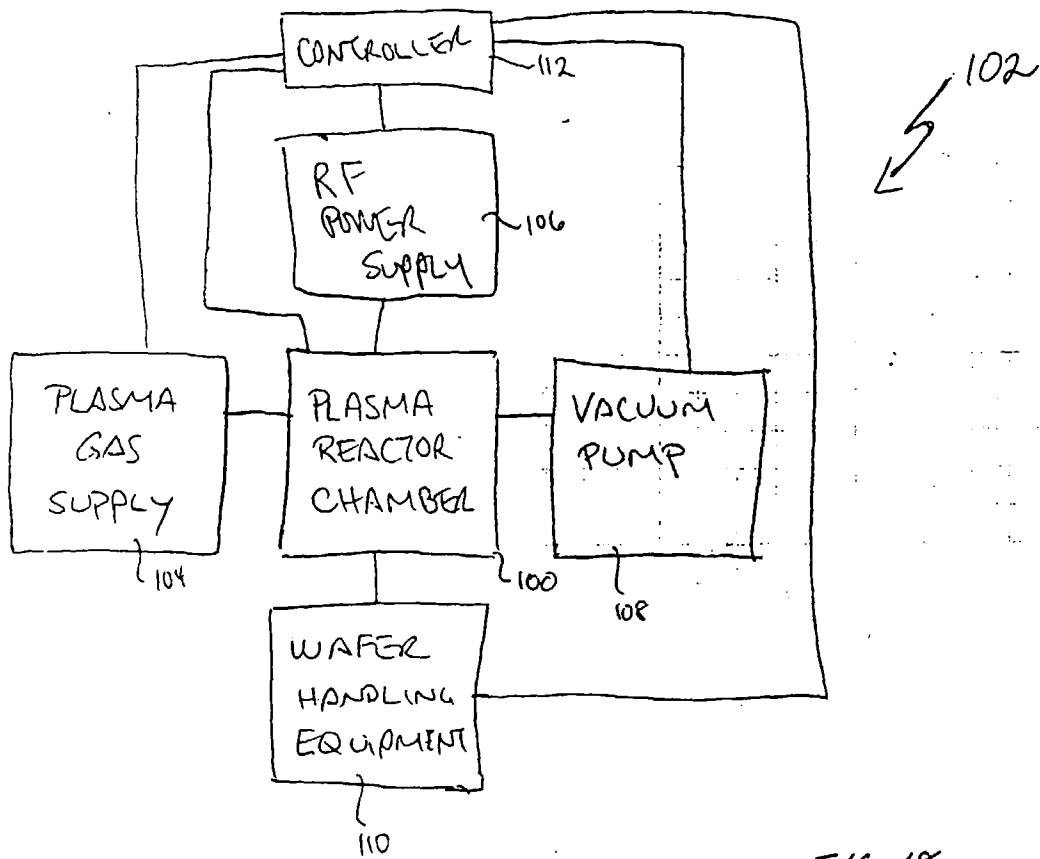 CONTROLLER
112
102
RF
POWER
SUPPLY
106
PLASMA
GAS
SUPPLY
104
PLASMA
REACTOR
CHAMBER
100
VACUUM
PUMP
108
WAFER
HANDLING
EQUIPMENT
110